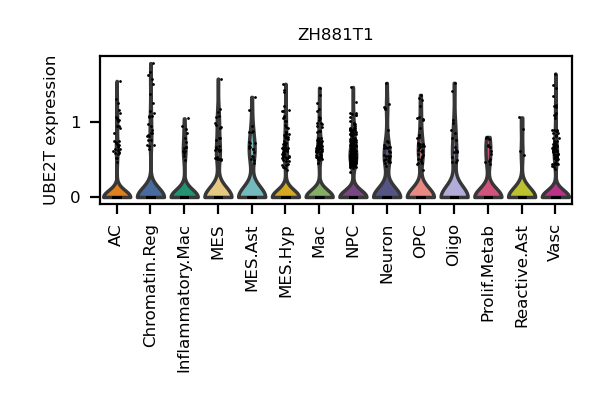 ZH881T1
UBE2T expression
1
0
AC
Chromatin.Reg
Inflammatory.Mac
MES
MES.Ast
MES.Hyp
Mac
NPC
Neuron
OPC
Oligo
Prolif.Metab
Reactive.Ast
Vasc